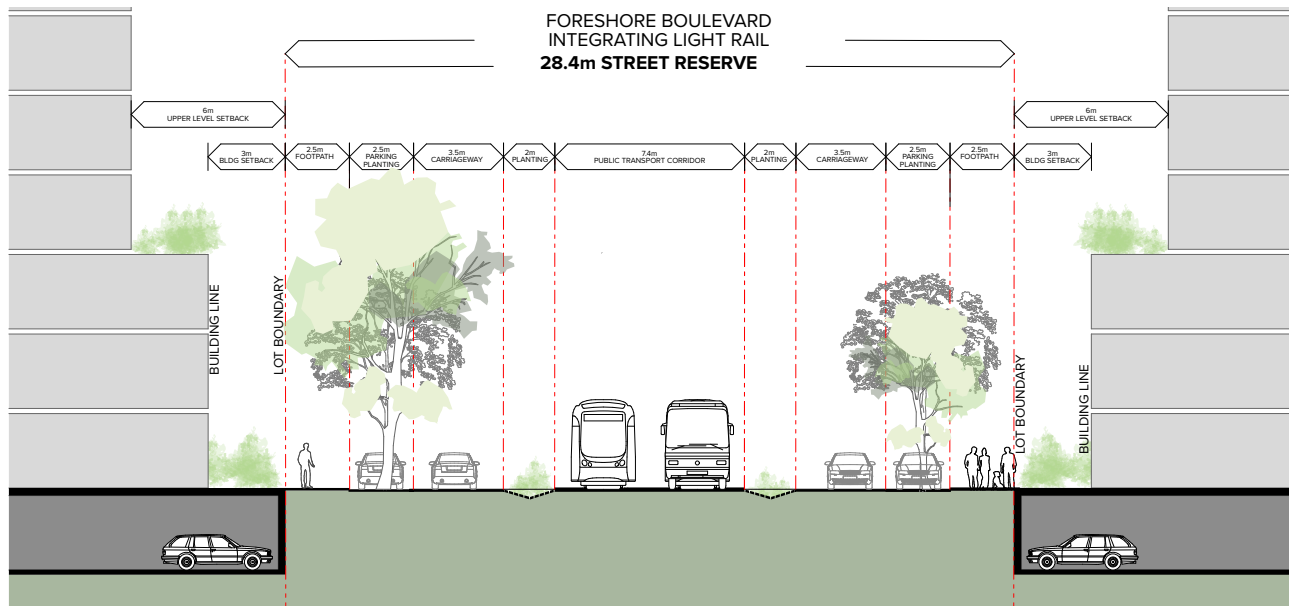 FORESHORE BOULEVARD
INTEGRATING LIGHT RAIL
28.4m STREET RESERVE
6m
UPPER LEVEL SETBACK
6m
UPPER LEVEL SETBACK
3m
BLDG SETBACK
2.5m
FOOTPATH
2.5m
PARKING
PLANTING
3.5m
CARRIAGEWAY
2m
PLANTING
7.4m
PUBLIC TRANSPORT CORRIDOR
2m
PLANTING
3.5m
CARRIAGEWAY
2.5m
PARKING
PLANTING
2.5m
FOOTPATH
3m
BLDG SETBACK
BUILDING LINE
LOT BOUNDARY
LOT BOUNDARY
BUILDING LINE